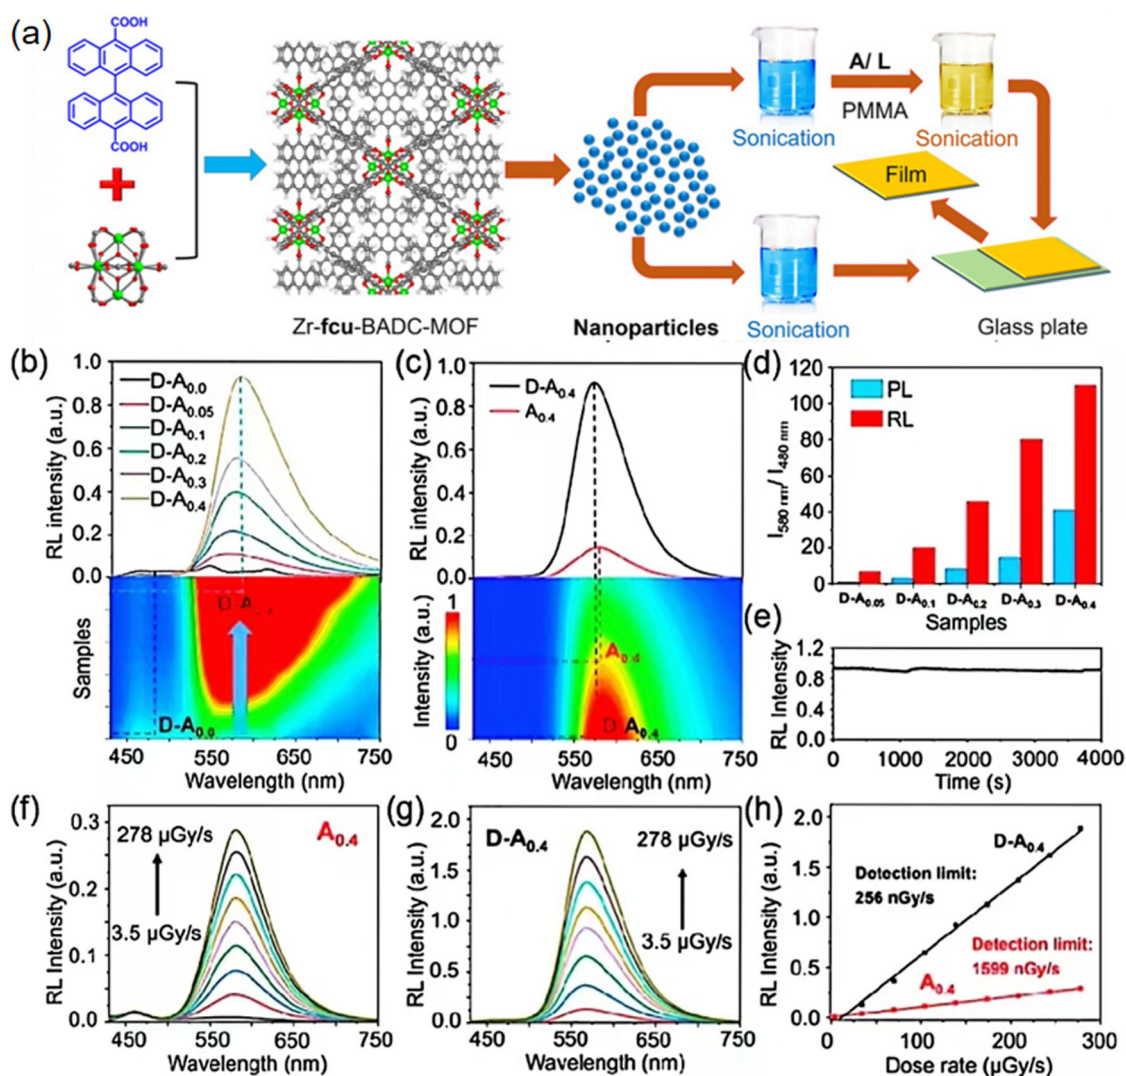 (a)
COOH
COOH
Zr-fcu-BADC-MOF
Nanoparticles
Sonication
A/ L
PMMA
Sonication
Film
Sonication
Glass plate
(b)
1.0
0.8
0.6
0.4
0.2
0.0
RL intensity (a.u.)
D-A0.0
D-A0.05
D-A0.1
D-A0.2
D-A0.3
D-A0.4
Samples
D-A0.0
450 550 650 750
Wavelength (nm)
(c)
1.0
0.8
0.6
0.4
0.2
0.0
RL intensity (a.u.)
D-A0.4
A0.4
Intensity (a.u.)
1
0
A0.4
D-A0.4
450 550 650 750
Wavelength (nm)
(d)
120
100
80
60
40
20
0
I580 nm/ I480 nm
PL
RL
D-A0.05 D-A0.1 D-A0.2 D-A0.3 D-A0.4
Samples
(e)
1.2
0.8
0.4
0.0
RL Intensity
0 1000 2000 3000 4000
Time (s)
(f)
0.3
0.2
0.1
0.0
RL Intensity (a.u.)
278 µGy/s
3.5 µGy/s
A0.4
450 550 650 750
Wavelength (nm)
(g)
2.0
1.5
1.0
0.5
0.0
RL Intensity (a.u.)
D-A0.4
278 µGy/s
3.5 µGy/s
450 550 650 750
Wavelength (nm)
(h)
2.0
1.5
1.0
0.5
0.0
RL Intensity (a.u.)
D-A0.4
Dotection limit:
256 nGy/s
Detection limit:
1599 nGy/s
A0.4
0 100 200 300
Dose rate (µGy/s)